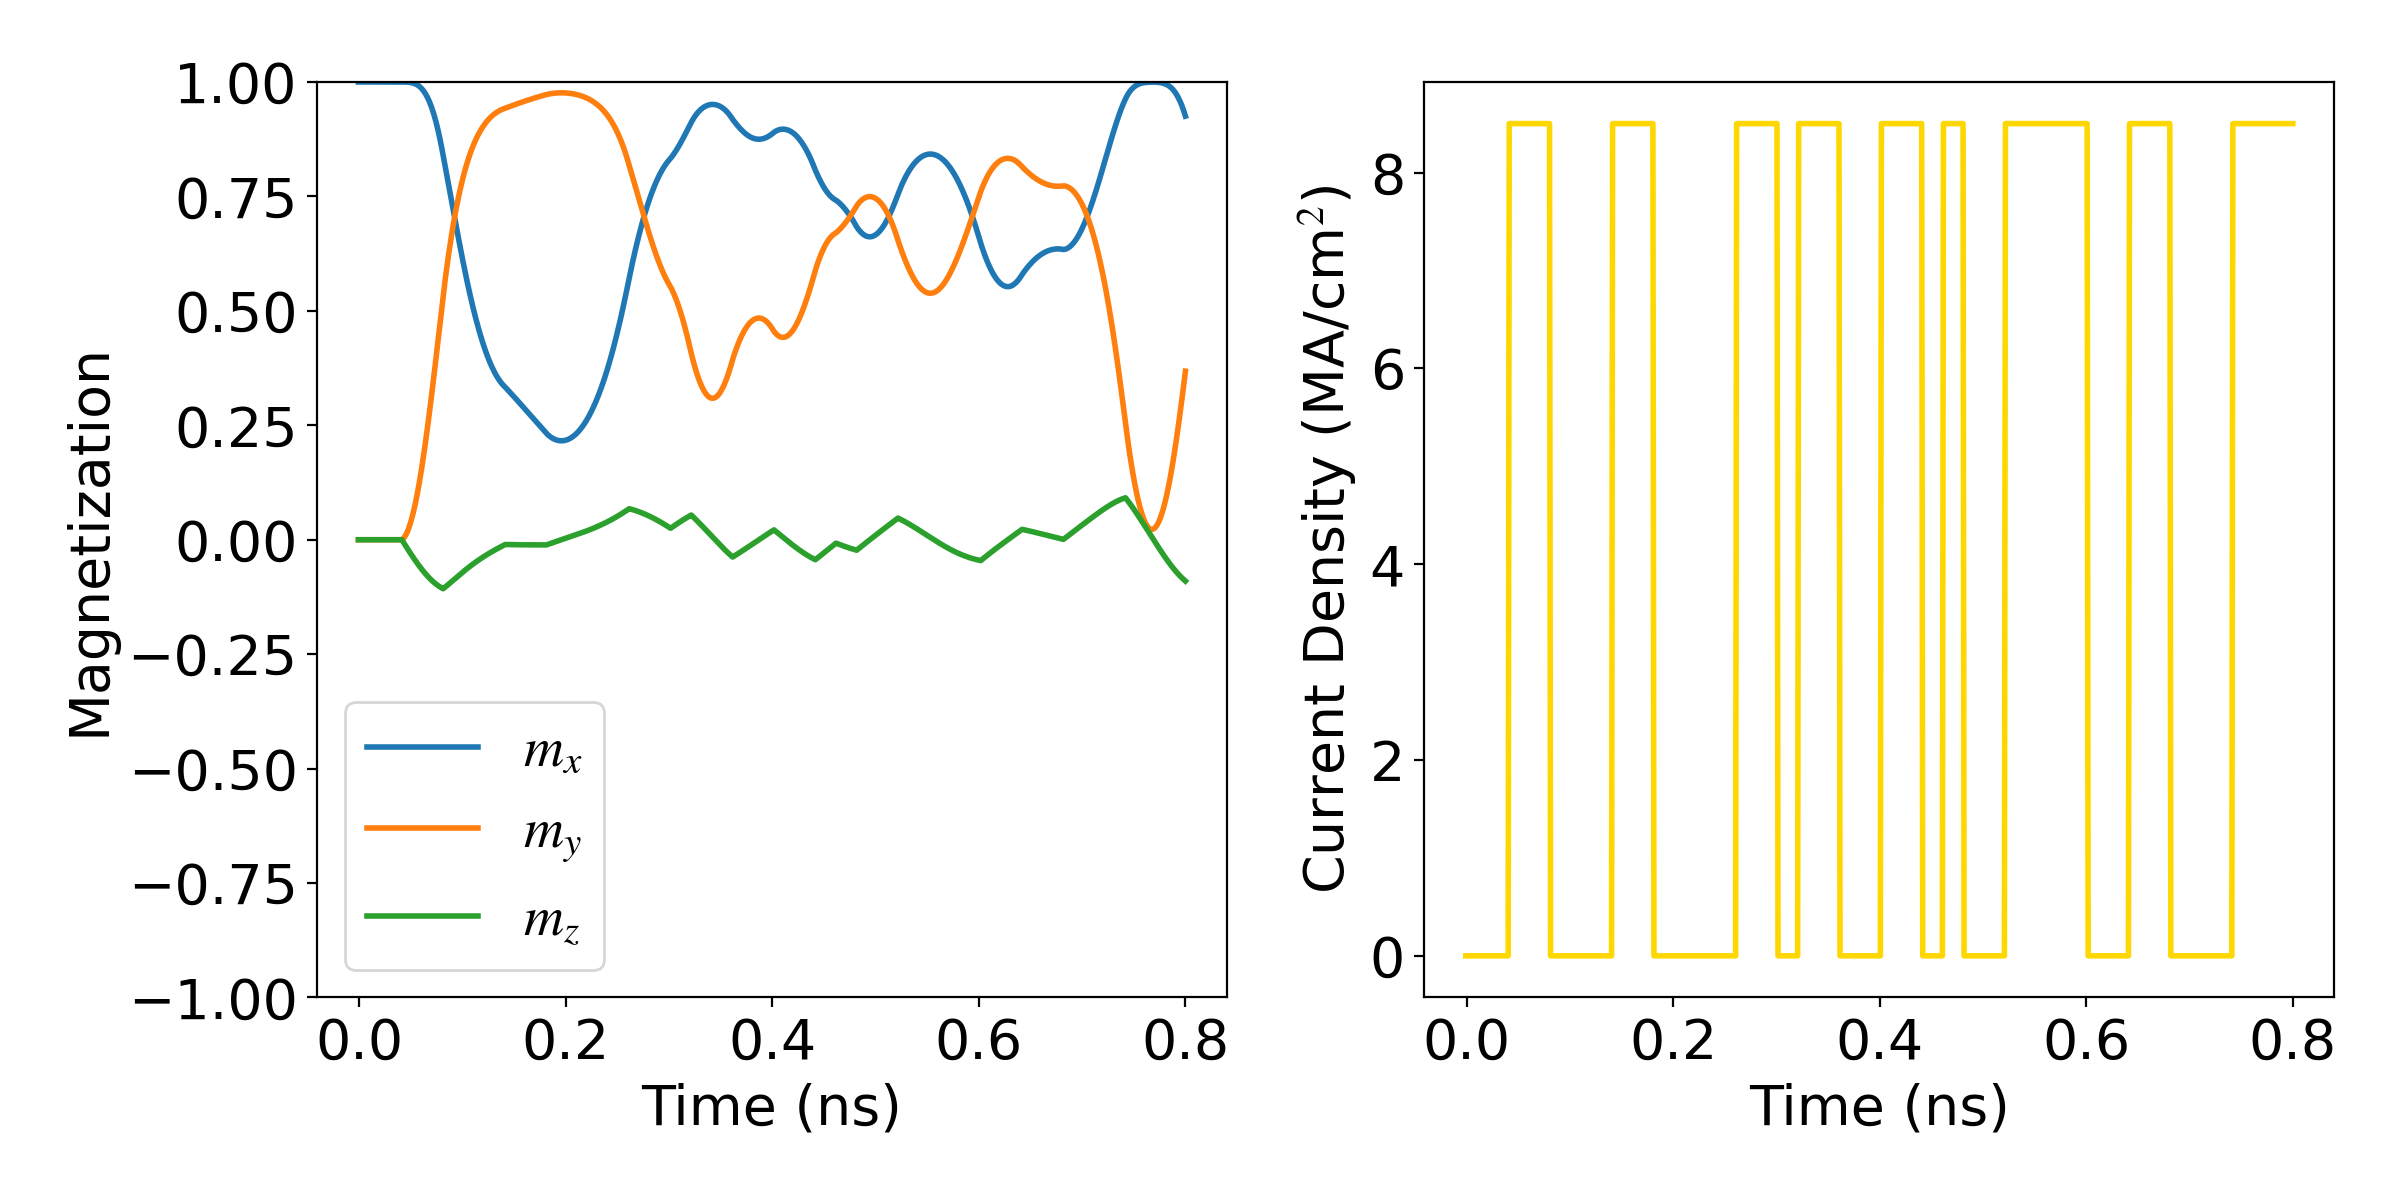 Magnetization
1.00
0.75
0.50
0.25
0.00
−0.25
−0.50
−0.75
−1.00
m_x
m_y
m_z
0.0 0.2 0.4 0.6 0.8
Time (ns)
Current Density (MA/cm²)
8
6
4
2
0
0.0 0.2 0.4 0.6 0.8
Time (ns)